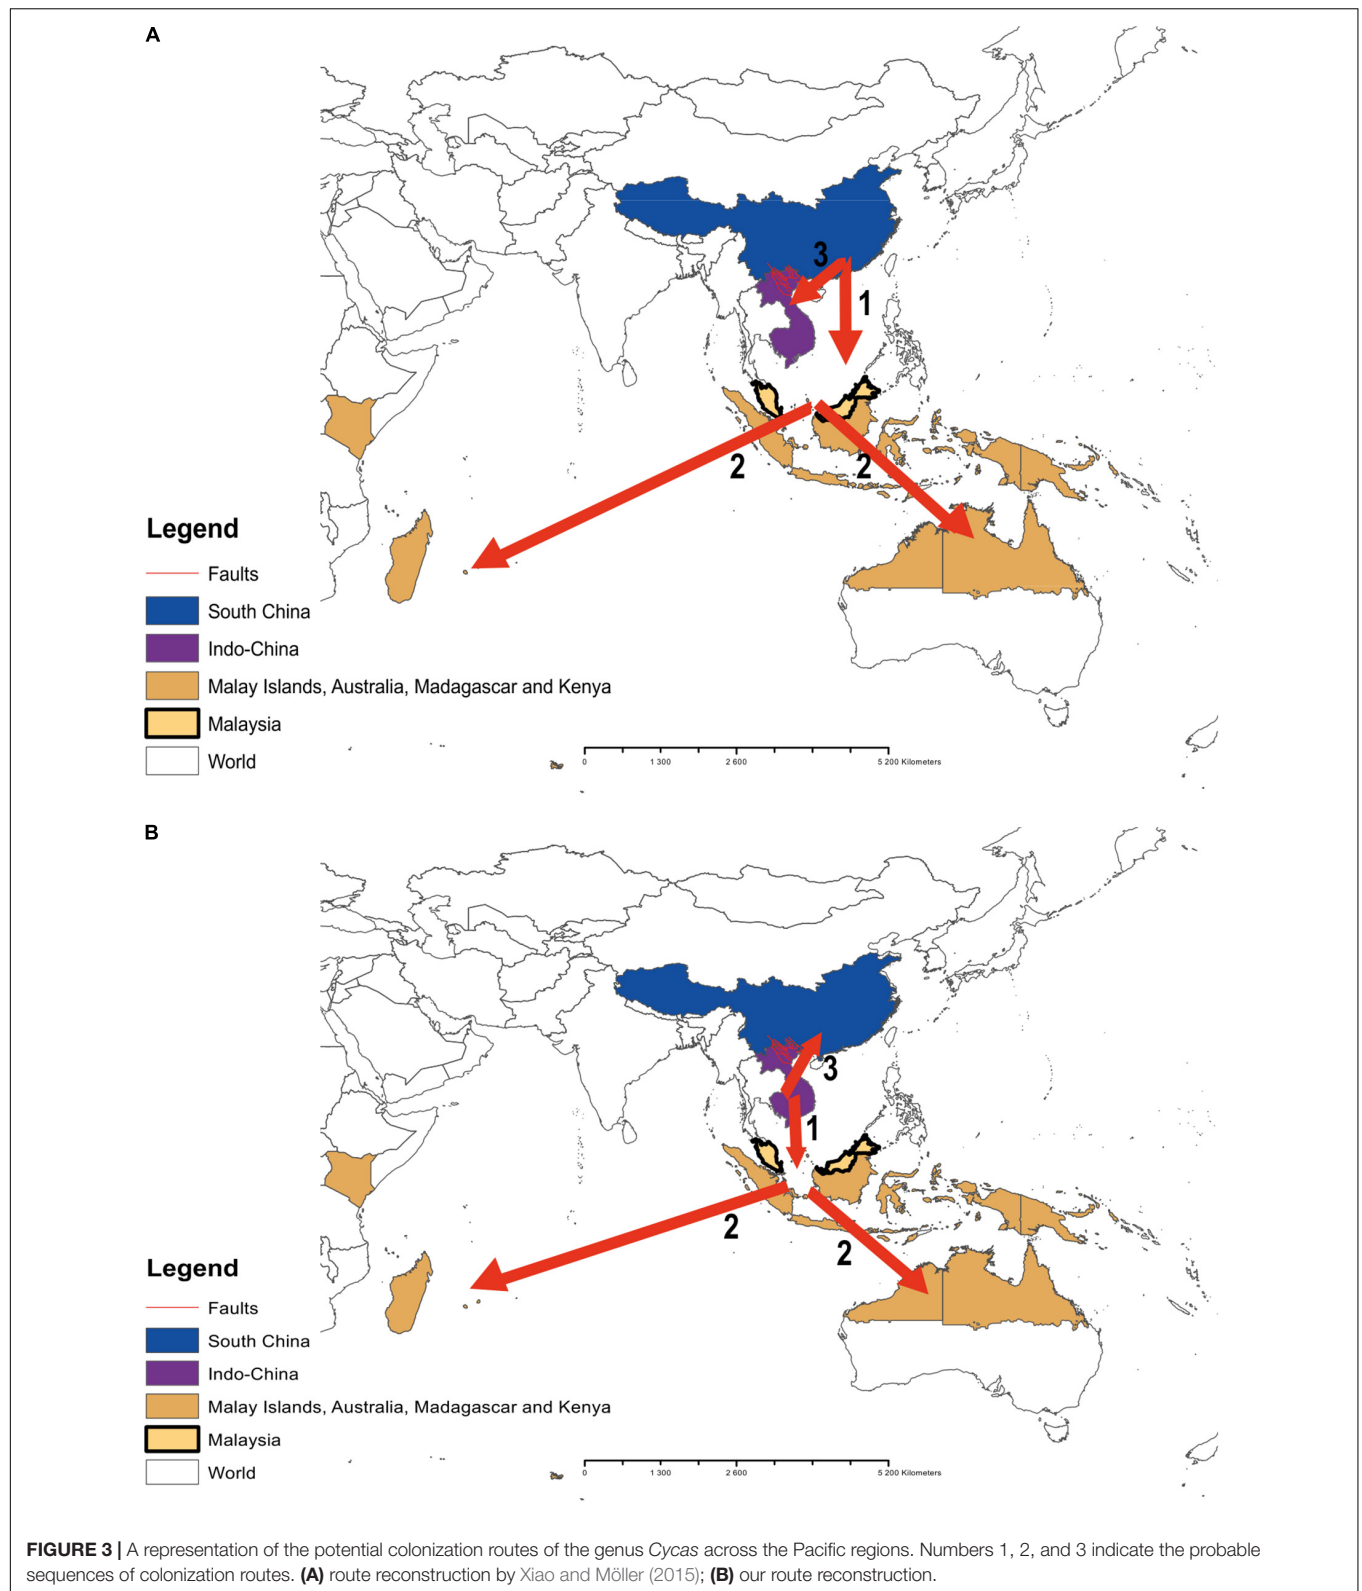 A
3
1
2
2
Legend
Faults
South China
Indo-China
Malay Islands, Australia, Madagascar and Kenya
Malaysia
World
0 1 300 2 600 5 200 Kilometers
B
3
1
2
2
Legend
Faults
South China
Indo-China
Malay Islands, Australia, Madagascar and Kenya
Malaysia
World
0 1 300 2 600 5 200 Kilometers
FIGURE 3 | A representation of the potential colonization routes of the genus Cycas across the Pacific regions. Numbers 1, 2, and 3 indicate the probable
sequences of colonization routes. (A) route reconstruction by Xiao and Möller (2015); (B) our route reconstruction.